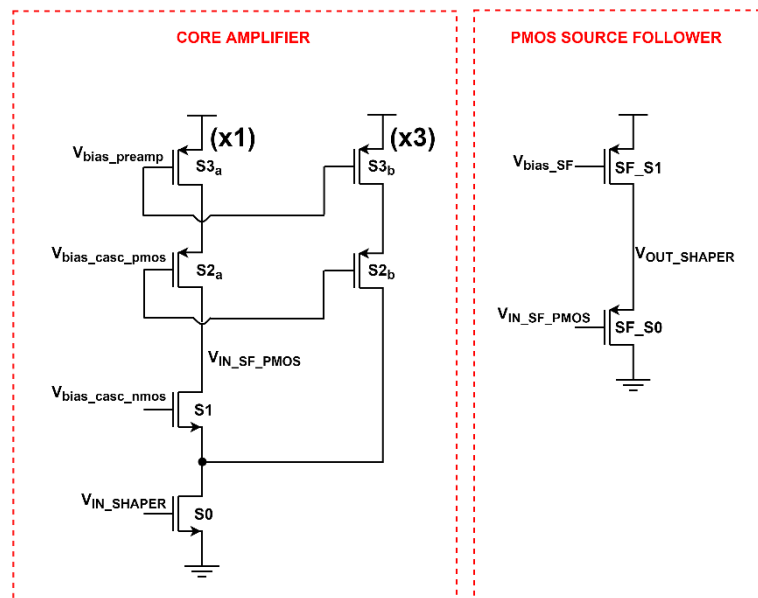 CORE AMPLIFIER
PMOS SOURCE FOLLOWER
(x1)
(x3)
Vbias_preamp
S3a
S3b
Vbias_SF
SF_S1
Vbias_casc_pmos
S2a
S2b
VOUT_SHAPER
VIN_SF_PMOS
SF_S0
VIN_SF_PMOS
Vbias_casc_nmos
S1
VIN_SHAPER
S0